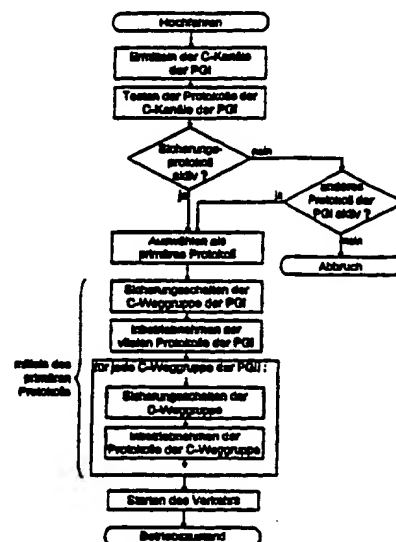 Hochfahren
Ermitteln der C-Kanäle
der PGI
Testen der Protokolle der
C-Kanäle der PGI
Sicherungs-
protokoll
aktiv ?
nein
ja
anderes
Protokoll der
PGI aktiv ?
ja
nein
Abbruch
Auswählen als
primäres Protokoll
mittels des
primären
Protokolls
Sicherungsschalten der
C-Weggruppe der PGI
Inbetriebnahmen der
vitalen Protokolle der PGI
für jede C-Weggruppe der PGIi :
Sicherungsschalten der
C-Weggruppe
Inbetriebnahmen der
Protokolle der C-Weggruppe
Starten des Verkehrs
Betriebszustand